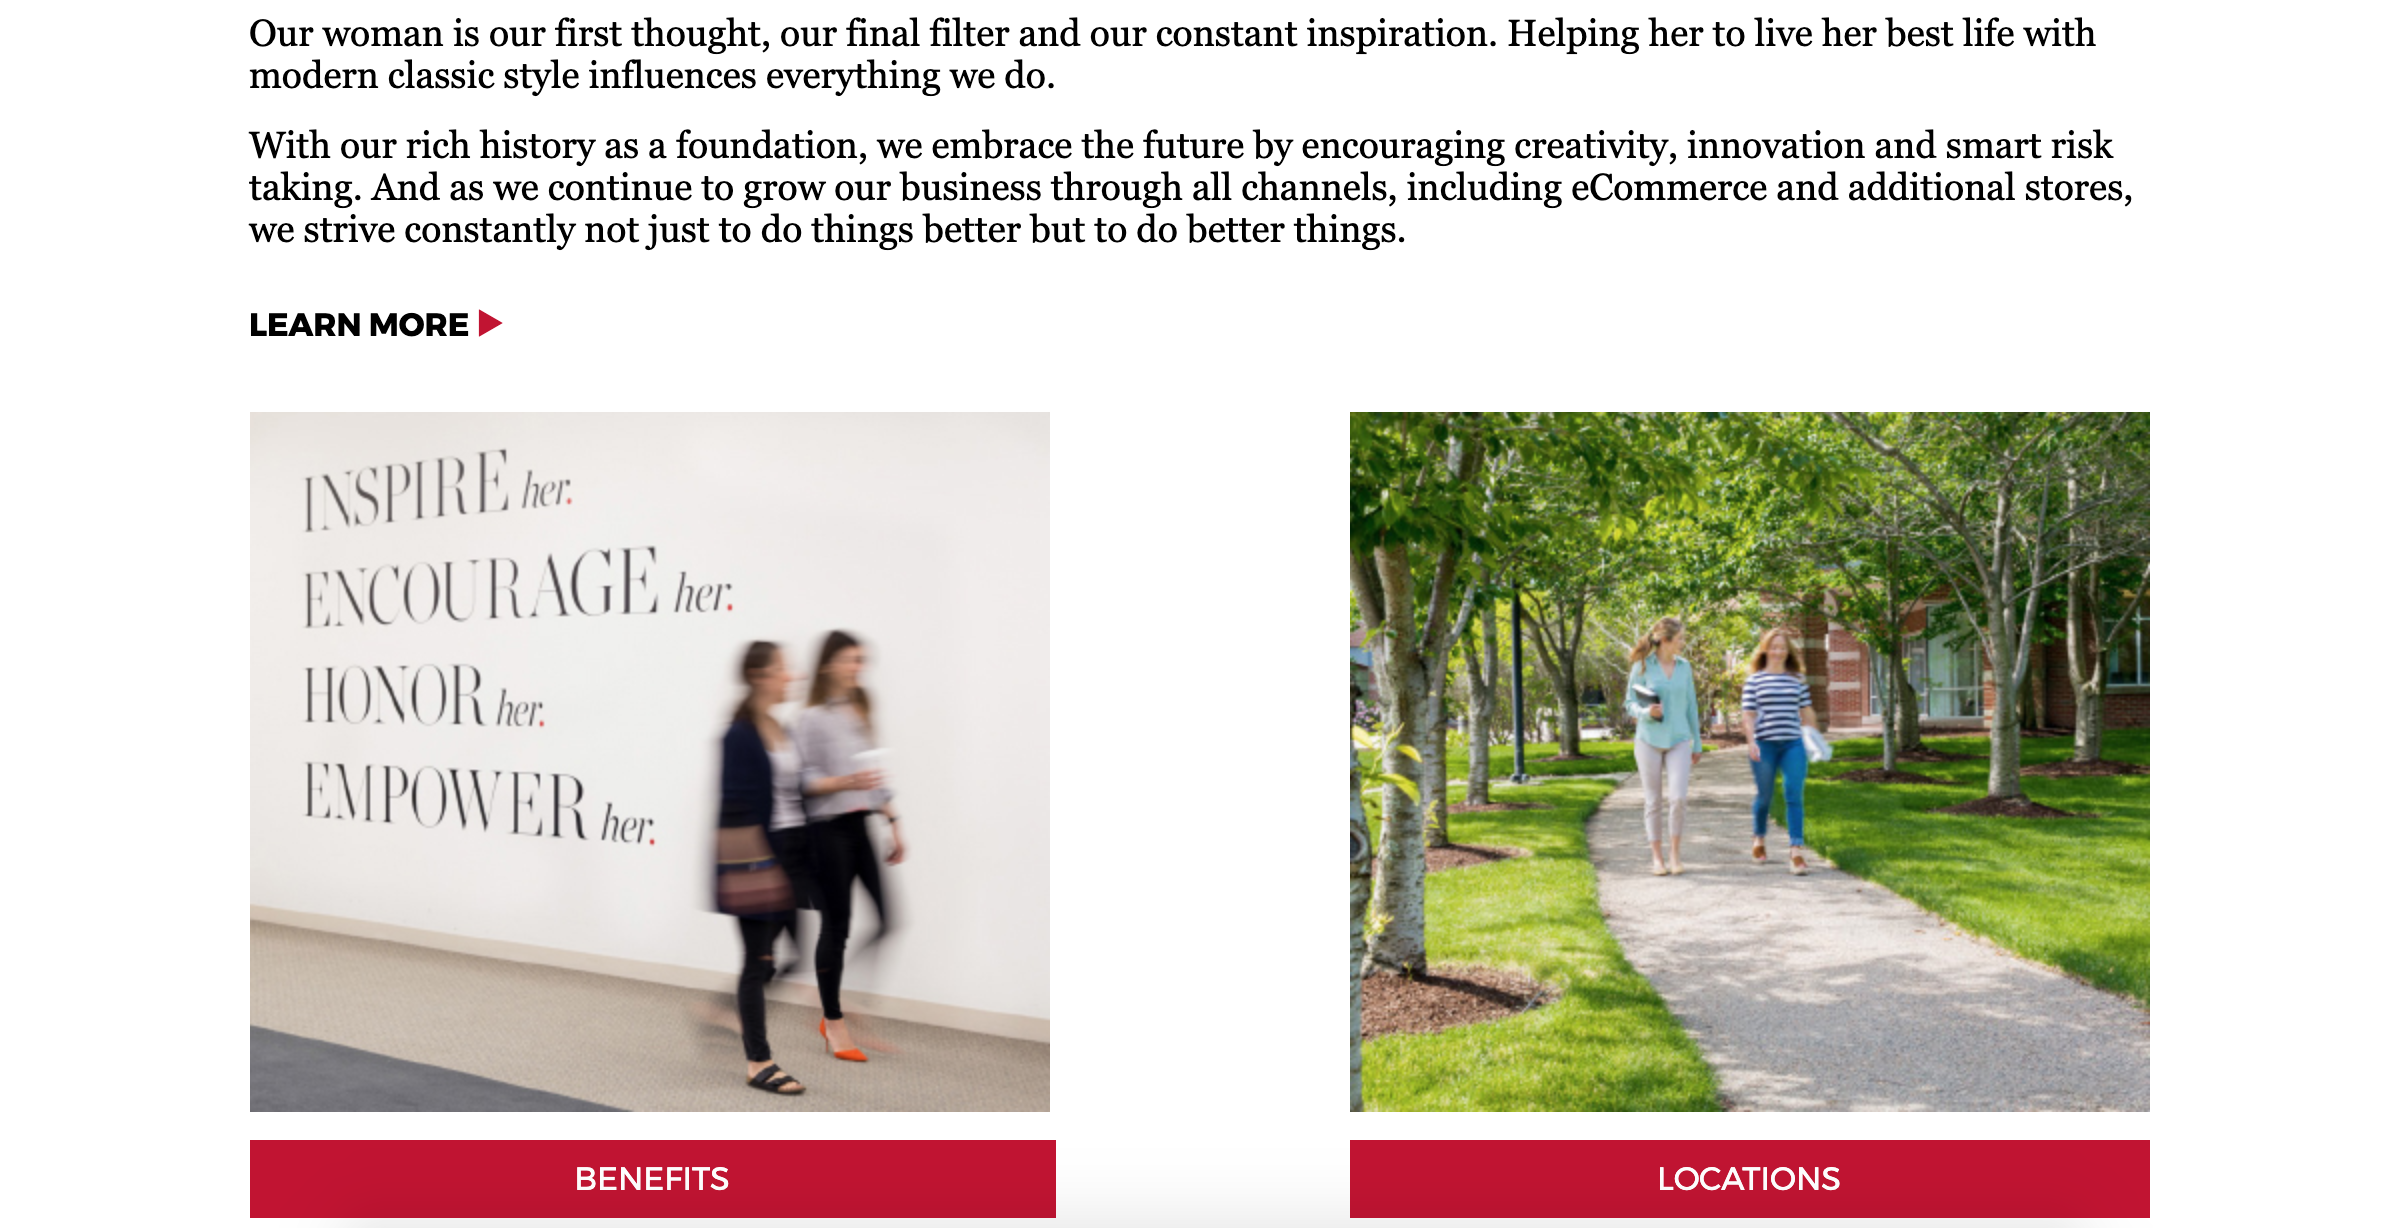 Our woman is our first thought, our final filter and our constant inspiration. Helping her to live her best life with
modern classic style influences everything we do.
With our rich history as a foundation, we embrace the future by encouraging creativity, innovation and smart risk
taking. And as we continue to grow our business through all channels, including eCommerce and additional stores,
we strive constantly not just to do things better but to do better things.
LEARN MORE
INSPIRE her.
ENCOURAGE her.
HONOR her.
EMPOWER her.
BENEFITS
LOCATIONS